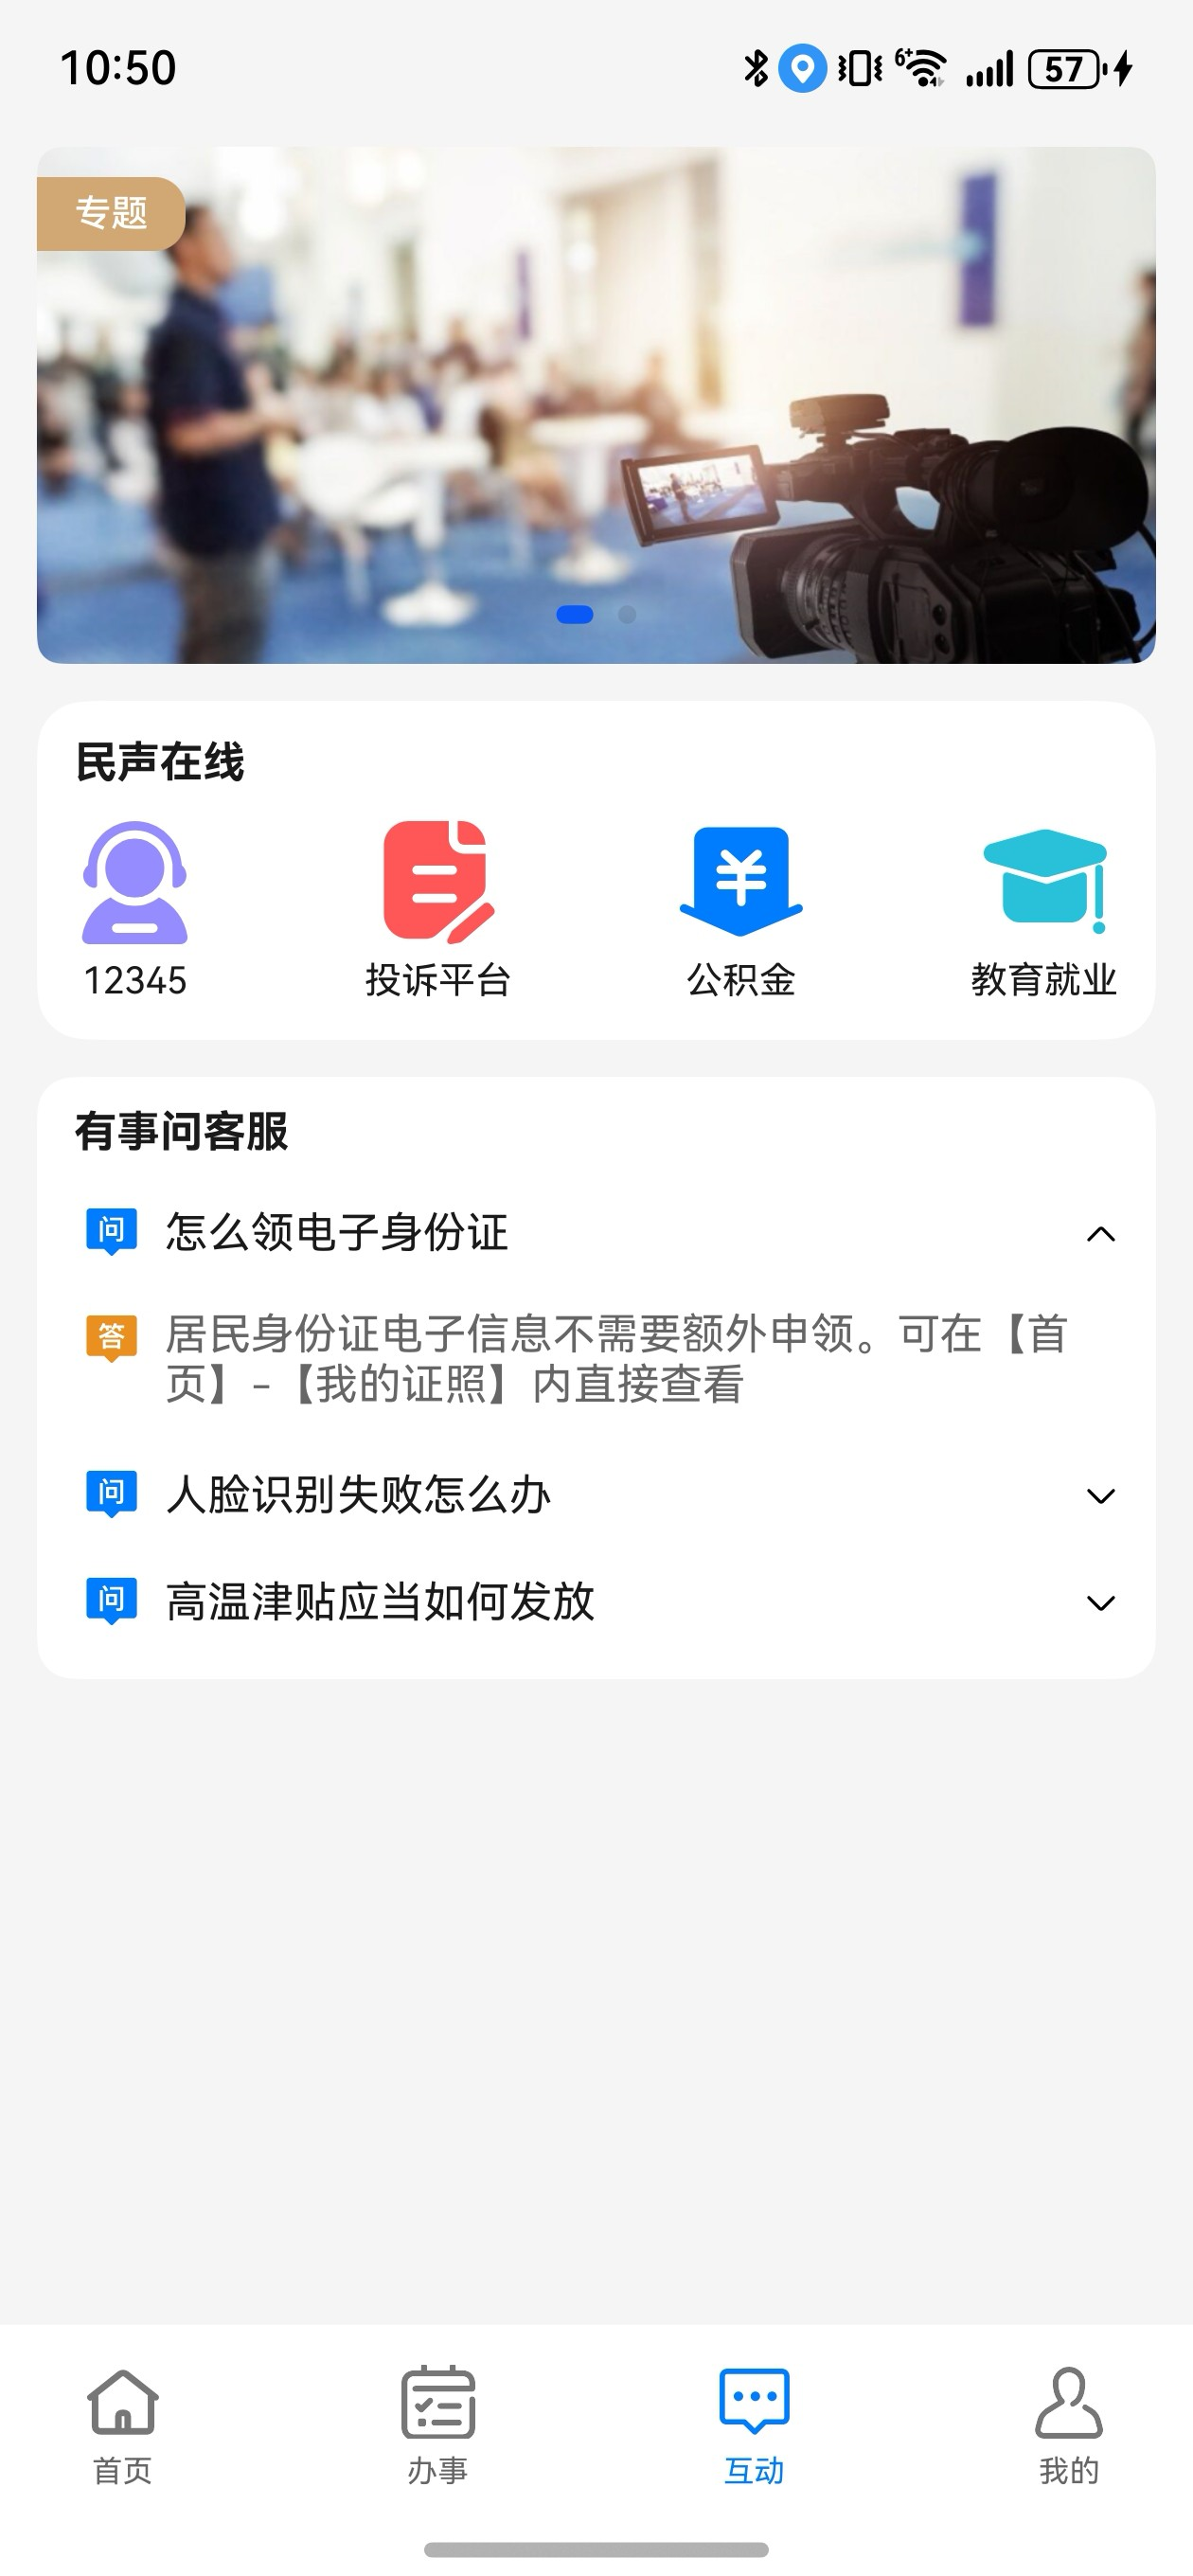 10:50
6+
57
专题
民声在线
12345
投诉平台
公积金
教育就业
有事问客服
问 怎么领电子身份证
答 居民身份证电子信息不需要额外申领。可在【首
页】-【我的证照】内直接查看
问 人脸识别失败怎么办
问 高温津贴应当如何发放
首页
办事
互动
我的